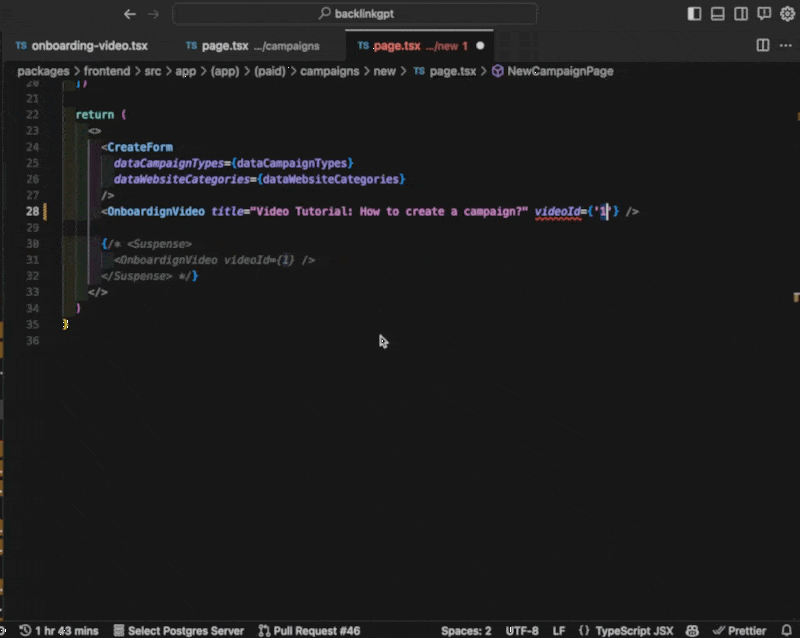 backlinkgpt
TS onboarding-video.tsx TS page.tsx .../campaigns TS page.tsx .../new 1
packages > frontend > src > app > (app) > (paid) > campaigns > new > TS page.tsx > NewCampaignPage
20 ])
21
22 return (
23 <>
24 <CreateForm
25 dataCampaignTypes={dataCampaignTypes}
26 dataWebsiteCategories={dataWebsiteCategories}
27 />
28 <OnboardignVideo title="Video Tutorial: How to create a campaign?" videoId={'1'} />
29
30 {/* <Suspense>
31 <OnboardignVideo videoId={1} />
32 </Suspense> */}
33 </>
34 )
35 }
36
1 hr 43 mins Select Postgres Server Pull Request #46 Spaces: 2 UTF-8 LF {} TypeScript JSX Prettier